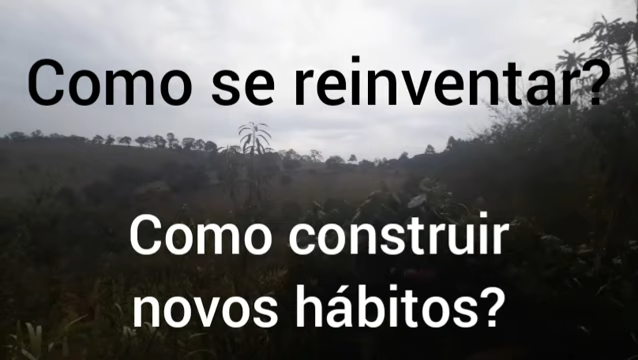 Como se reinventar?
Como construir
novos hábitos?